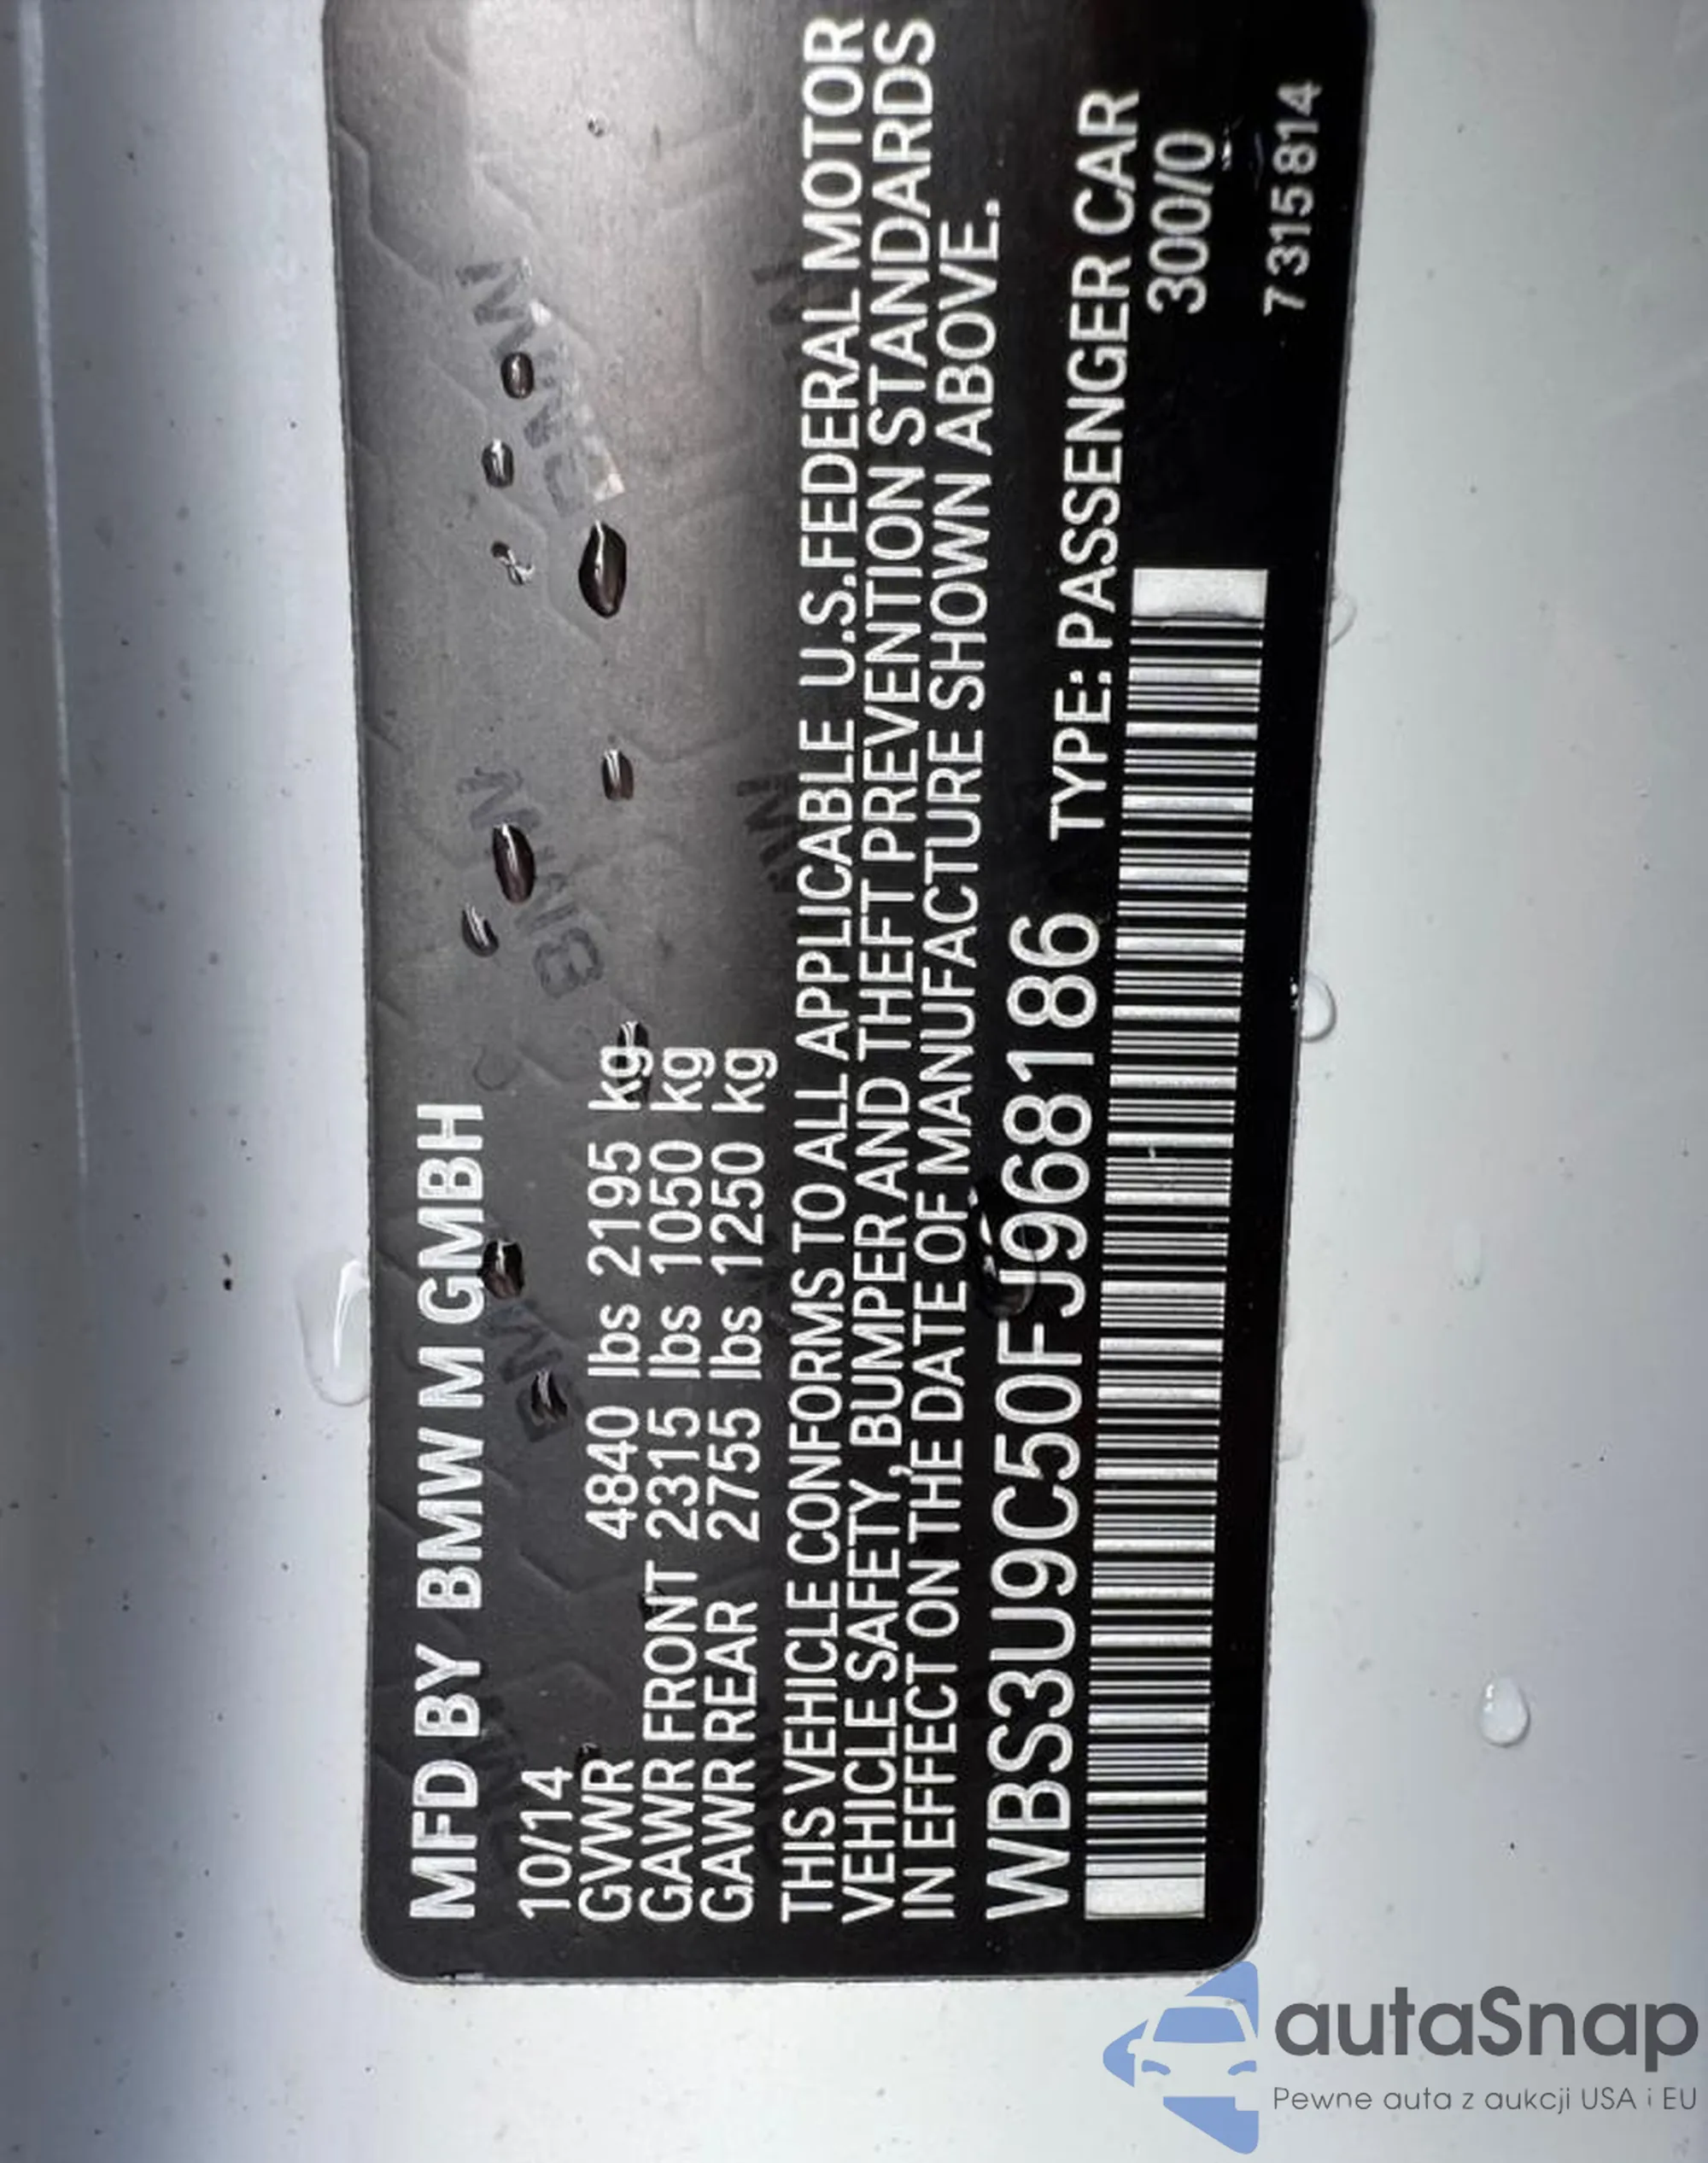 MFD BY BMW M GMBH
10/14
GVWR 4840 lbs 2195 kg
GAWR FRONT 2315 lbs 1050 kg
GAWR REAR 2755 lbs 1250 kg
THIS VEHICLE CONFORMS TO ALL APPLICABLE U.S.FEDERAL MOTOR
VEHICLE SAFETY, BUMPER AND THEFT PREVENTION STANDARDS
IN EFFECT ON THE DATE OF MANUFACTURE SHOWN ABOVE.
WBS3U9C50FJ968186 TYPE: PASSENGER CAR
300/0
7315814
BMW
BMW
BMW
autaSnap
Pewne auta z aukcji USA i EU